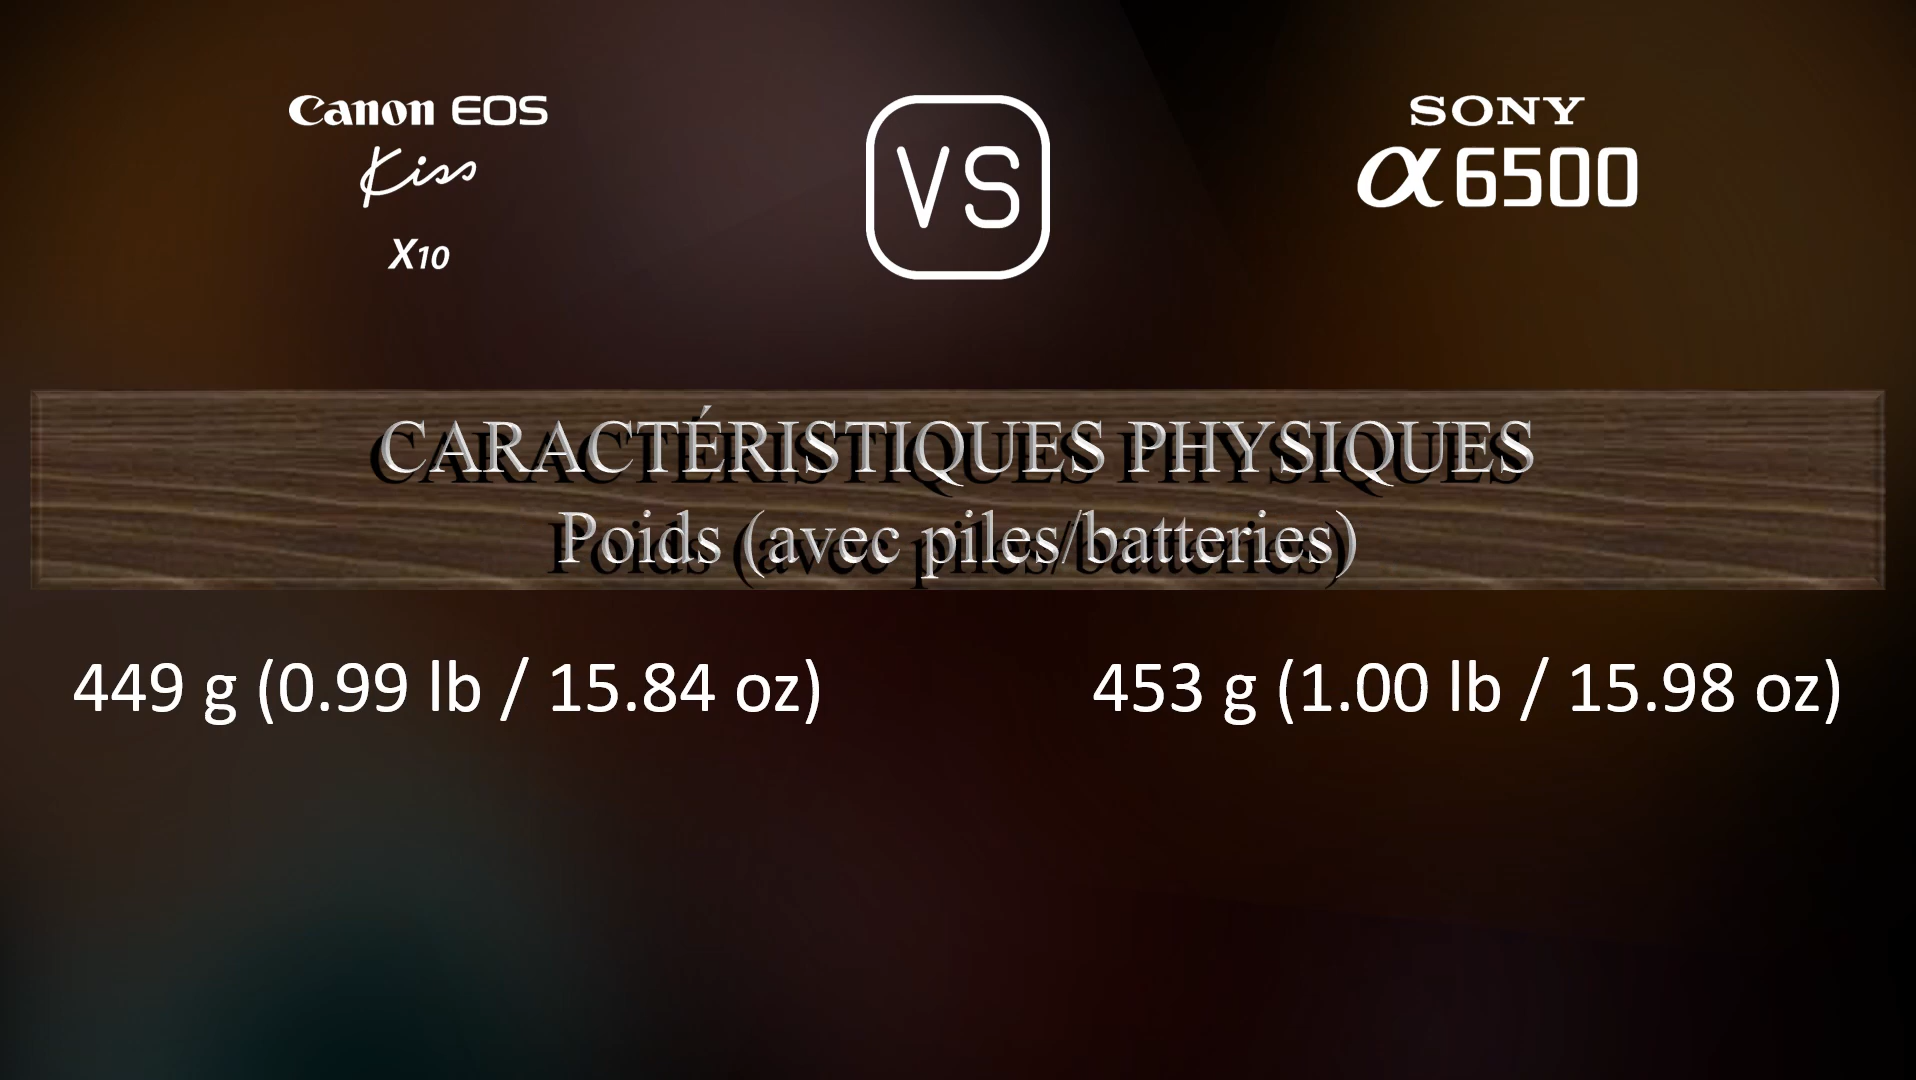 Canon EOS
Kiss
X10
VS
SONY
α6500
CARACTÉRISTIQUES PHYSIQUES
Poids (avec piles/batteries)
449 g (0.99 lb / 15.84 oz)
453 g (1.00 lb / 15.98 oz)